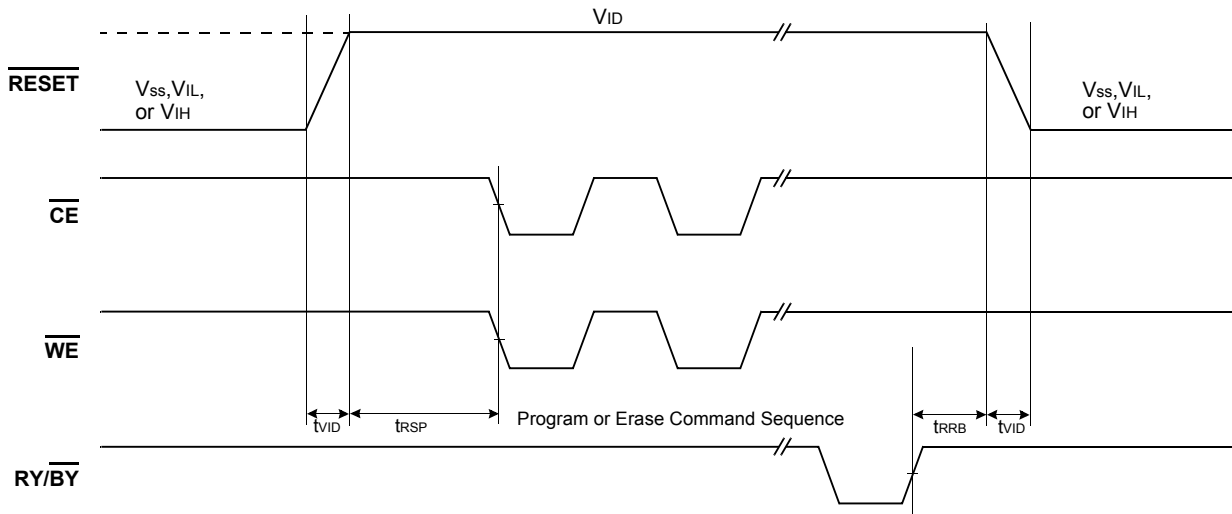 VID
RESET
Vss,VIL,
or VIH
Vss,VIL,
or VIH
CE
WE
tVID
tRSP
Program or Erase Command Sequence
tRRB
tVID
RY/BY